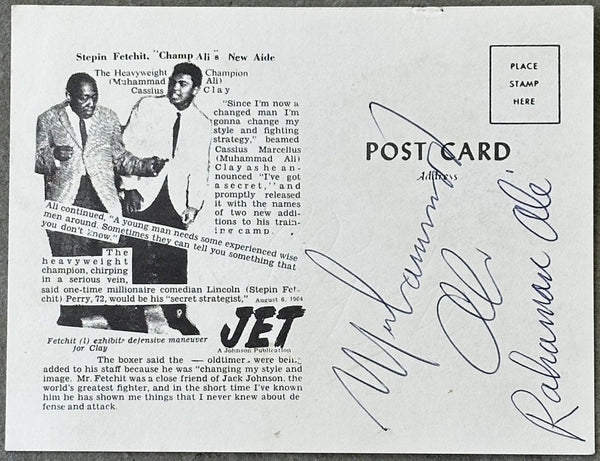 Stepin Fetchit, "Champ Ali's New Aide
The Heavyweight Champion
(Muhammad Ali)
Cassius Clay
"Since I'm now a
changed man I'm
gonna change my
style and fighting
strategy," beamed
Cassius Marcellus
(Muhammad Ali)
Clay as he an-
nounced "I've got
a secret," and
promptly released
it with the names
of two new addi-
tions to his train-
ing camp.
Ali continued, "A young man needs some experienced wise
men around. Sometimes they can tell you something that
you don't know."
The
heavyweight
champion, chirping
in a serious vein,
said one-time millionaire comedian Lincoln (Stepin Fet-
chit) Perry, 72, would be his "secret strategist," August 6, 1964
JET
A Johnson Publication
Fetchit (l) exhibits defensive maneuver
for Clay
The boxer said the — oldtimer were being
added to his staff because he was "changing my style and
image. Mr. Fetchit was a close friend of Jack Johnson, the
world's greatest fighter, and in the short time I've known
him he has shown me things that I never knew about de
fense and attack.
PLACE
STAMP
HERE
POST CARD
Address
Muhammad
Ali
Rahaman Ali